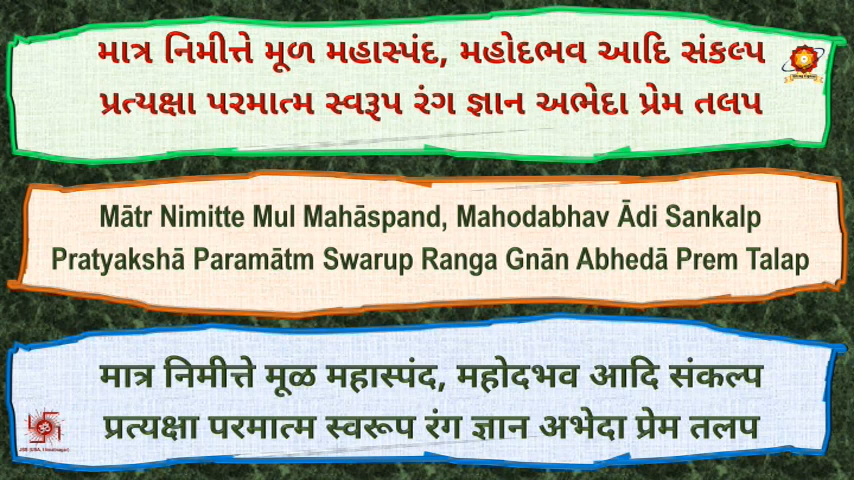 માત્ર નિમીત્તે મૂળ મહાસ્પંદ, મહોદભવ આદિ સંકલ્પ
પ્રત્યક્ષા પરમાત્મ સ્વરૂપ રંગ જ્ઞાન અભેદા પ્રેમ તલપ
Mātr Nimitte Mul Mahāspand, Mahodabhav Ādi Sankalp
Pratyakshā Paramātm Swarup Ranga Gnān Abhedā Prem Talap
मात्र निमीत्ते मूळ महास्पंद, महोदभव आदि संकल्प
प्रत्यक्षा परमात्म स्वरूप रंग ज्ञान अभेदा प्रेम तलप